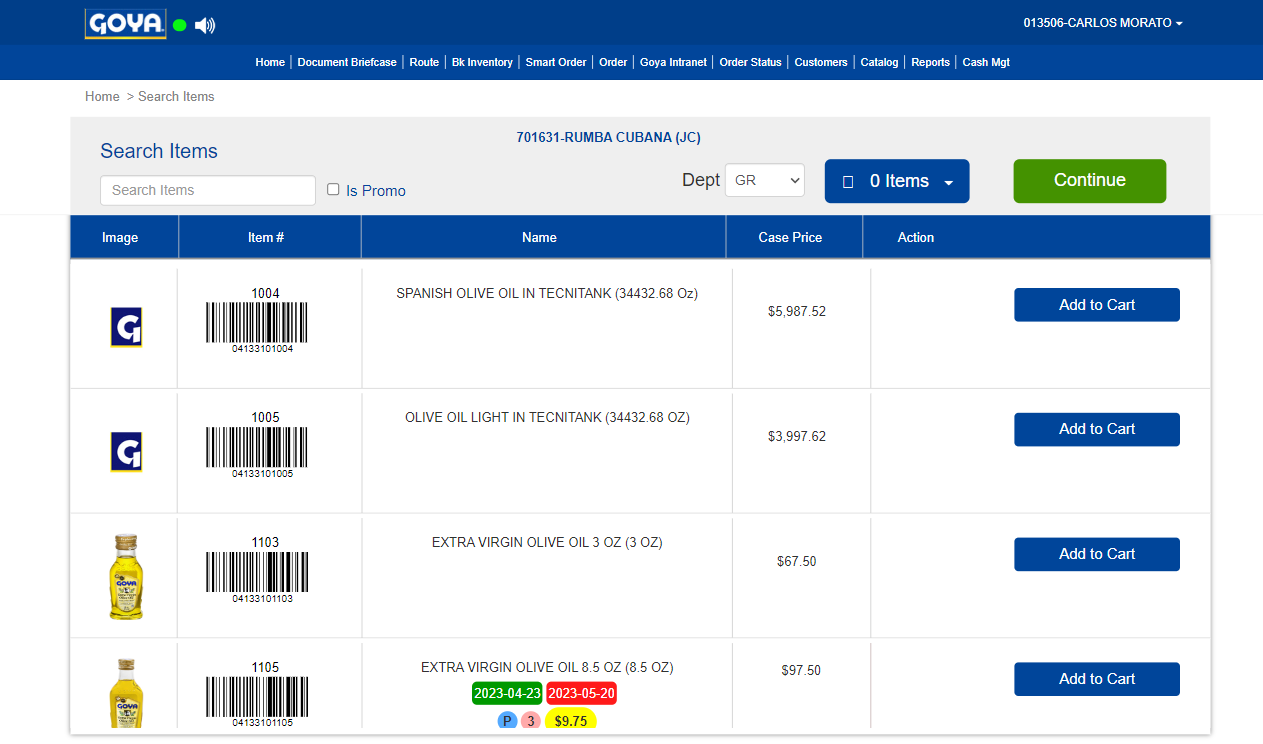 GOYA
013506-CARLOS MORATO
Home Document Briefcase Route Bk Inventory Smart Order Order Goya Intranet Order Status Customers Catalog Reports Cash Mgt
Home > Search Items
701631-RUMBA CUBANA (JC)
Search Items
Search Items
Is Promo
Dept GR
0 Items
Continue
Image Item # Name Case Price Action
1004
04133101004
SPANISH OLIVE OIL IN TECNITANK (34432.68 Oz)
$5,987.52
Add to Cart
1005
04133101005
OLIVE OIL LIGHT IN TECNITANK (34432.68 OZ)
$3,997.62
Add to Cart
GOYA
1103
04133101103
EXTRA VIRGIN OLIVE OIL 3 OZ (3 OZ)
$67.50
Add to Cart
GOYA
1105
04133101105
EXTRA VIRGIN OLIVE OIL 8.5 OZ (8.5 OZ)
2023-04-23 2023-05-20
P 3 $9.75
$97.50
Add to Cart